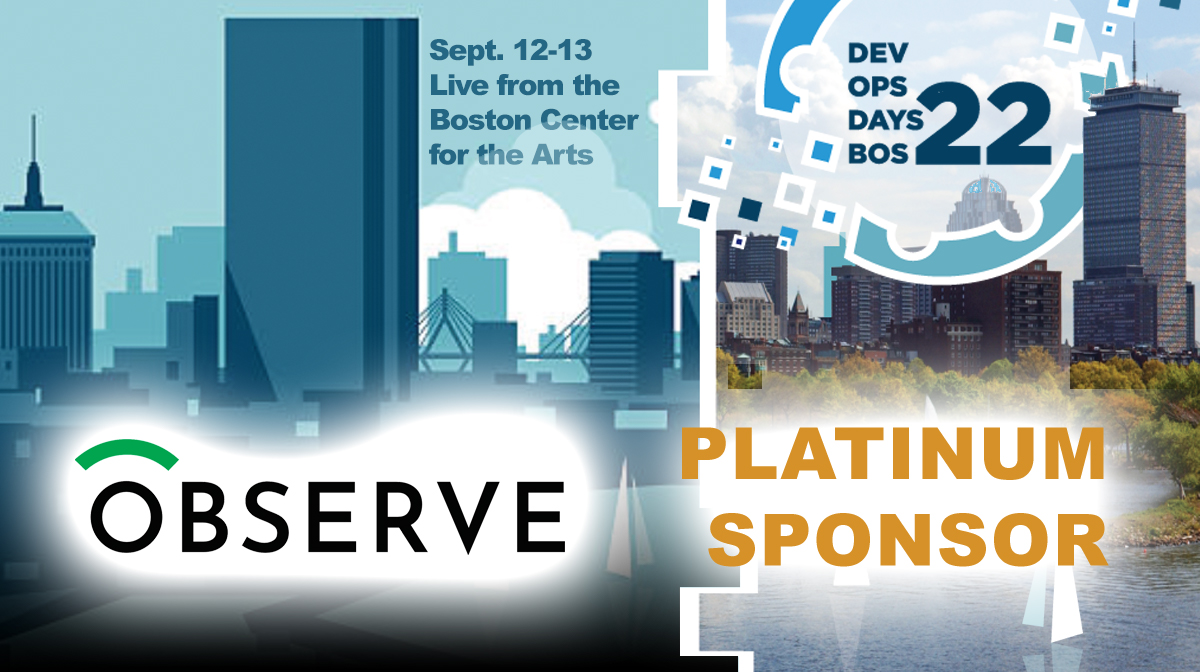 Sept. 12-13
Live from the
Boston Center
for the Arts
DEV
OPS
DAYS
BOS 22
OBSERVE
PLATINUM
SPONSOR